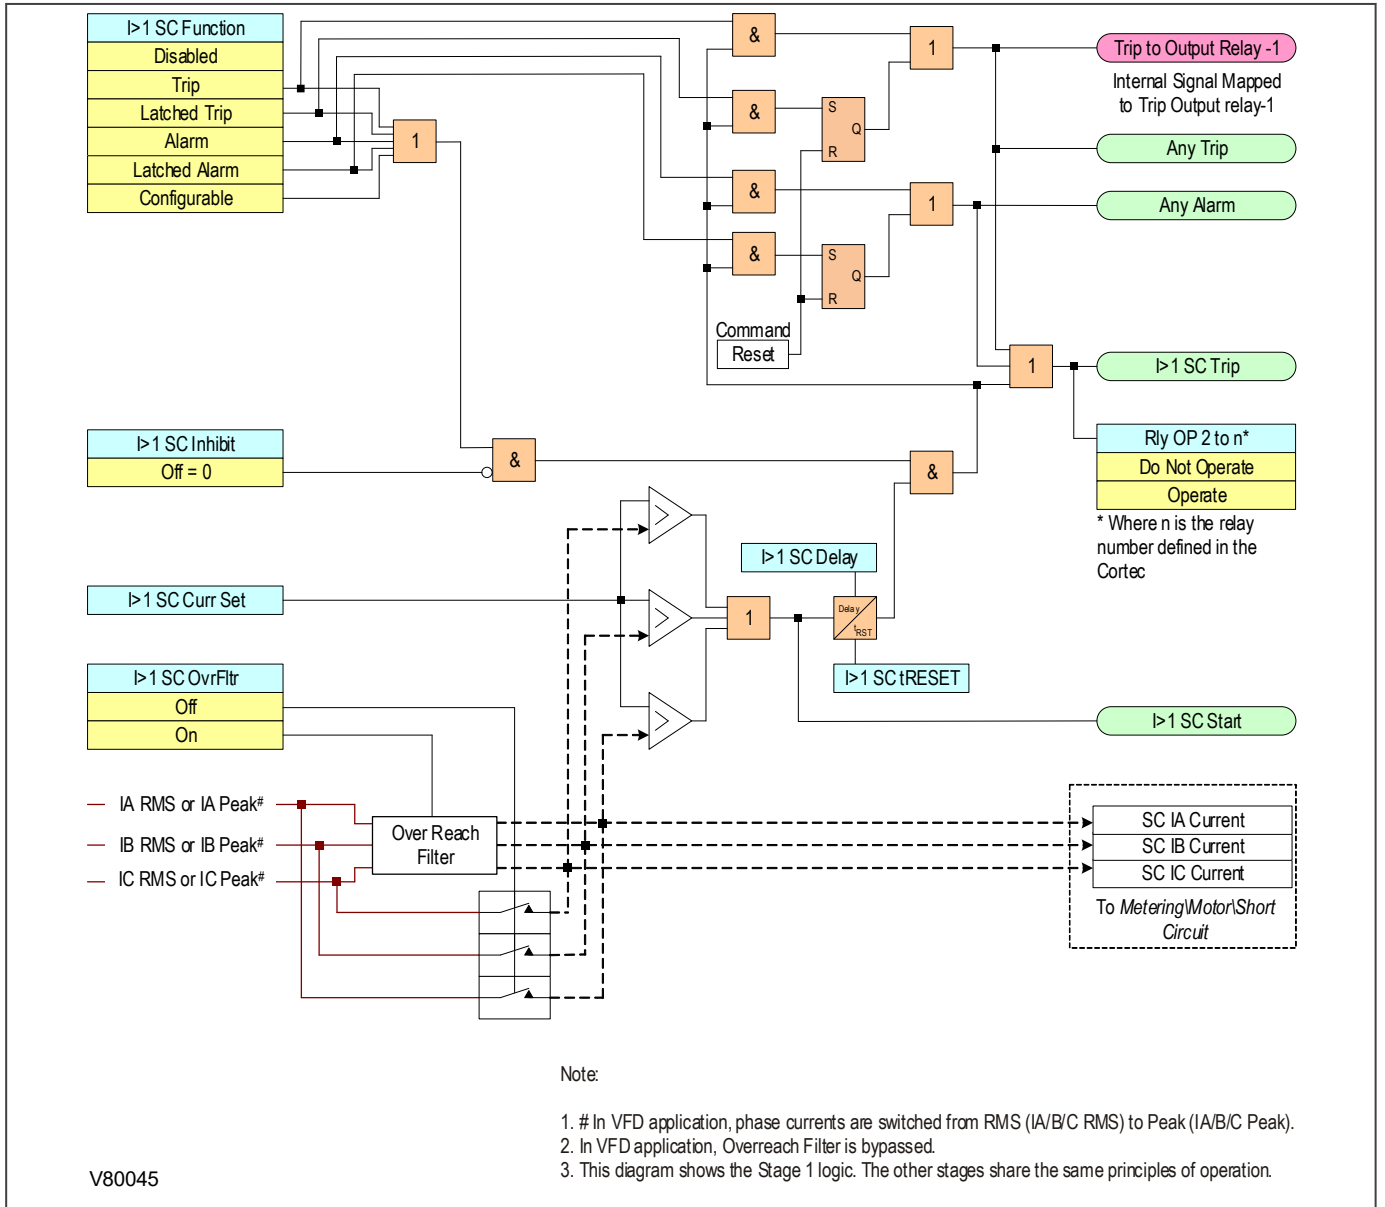 I>1 SC Function
Disabled
Trip
Latched Trip
Alarm
Latched Alarm
Configurable
1
&
&
&
&
S
Q
R
S
Q
R
1
1
Trip to Output Relay -1
Internal Signal Mapped
to Trip Output relay-1
Any Trip
Any Alarm
Command
Reset
1
I>1 SC Trip
Rly OP 2 to n*
Do Not Operate
Operate
* Where n is the relay
number defined in the
Cortec
I>1 SC Inhibit
Off = 0
&
&
I>1 SC Curr Set
>
>
>
1
I>1 SC Delay
Delay
tRST
I>1 SC tRESET
I>1 SC Start
I>1 SC OvrFltr
Off
On
IA RMS or IA Peak#
IB RMS or IB Peak#
IC RMS or IC Peak#
Over Reach
Filter
SC IA Current
SC IB Current
SC IC Current
To Metering\Motor\Short
Circuit
Note:
1. # In VFD application, phase currents are switched from RMS (IA/B/C RMS) to Peak (IA/B/C Peak).
2. In VFD application, Overreach Filter is bypassed.
3. This diagram shows the Stage 1 logic. The other stages share the same principles of operation.
V80045